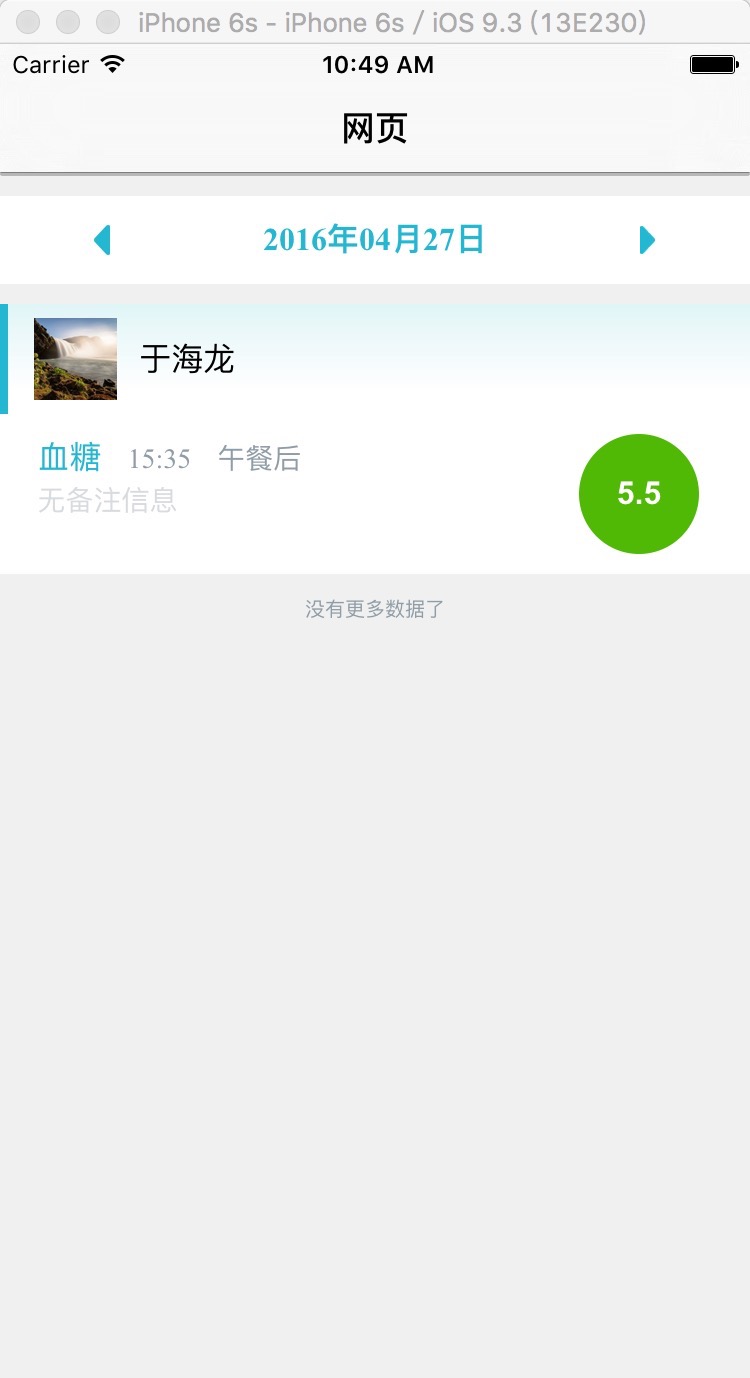 iPhone 6s - iPhone 6s / iOS 9.3 (13E230)
Carrier 10:49 AM
网页
2016年04月27日
于海龙
血糖 15:35 午餐后
无备注信息
5.5
没有更多数据了